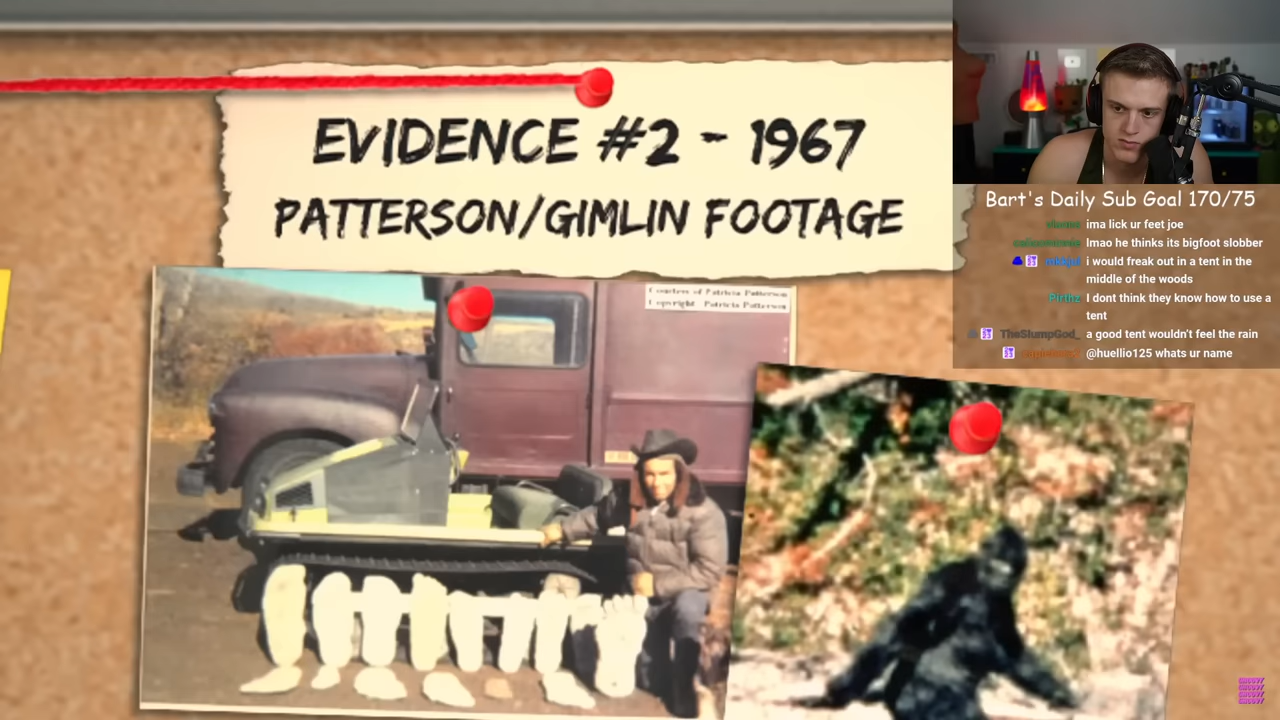 EVIDENCE #2 - 1967
PATTERSON/GIMLIN FOOTAGE
Courtesy of Patricia Patterson
Copyright Patricia Patterson
Bart's Daily Sub Goal 170/75
ima lick ur feet joe
lmao he thinks its bigfoot slobber
i would freak out in a tent in the
middle of the woods
Pirthz I dont think they know how to use a
tent
TheSlumpGod_ a good tent wouldn't feel the rain
@huellio125 whats ur name